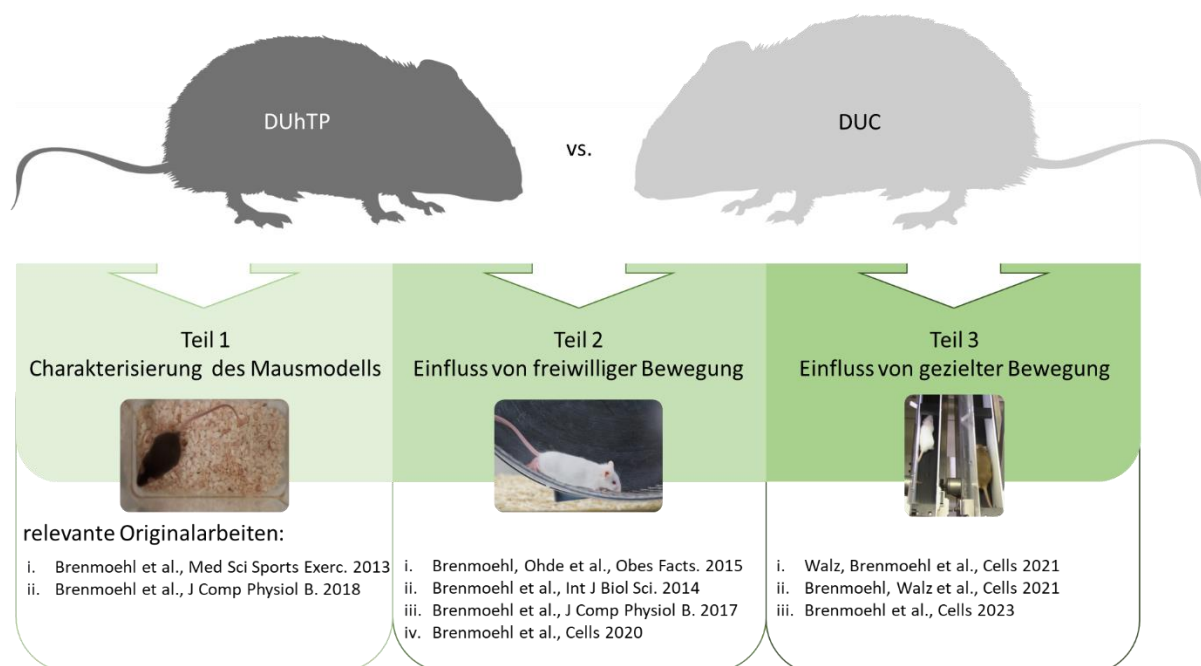 DUhTP
vs.
DUC
Teil 1
Charakterisierung des Mausmodells
Teil 2
Einfluss von freiwilliger Bewegung
Teil 3
Einfluss von gezielter Bewegung
relevante Originalarbeiten:
i. Brenmoehl et al., Med Sci Sports Exerc. 2013
ii. Brenmoehl et al., J Comp Physiol B. 2018
i. Brenmoehl, Ohde et al., Obes Facts. 2015
ii. Brenmoehl et al., Int J Biol Sci. 2014
iii. Brenmoehl et al., J Comp Physiol B. 2017
iv. Brenmoehl et al., Cells 2020
i. Walz, Brenmoehl et al., Cells 2021
ii. Brenmoehl, Walz et al., Cells 2021
iii. Brenmoehl et al., Cells 2023